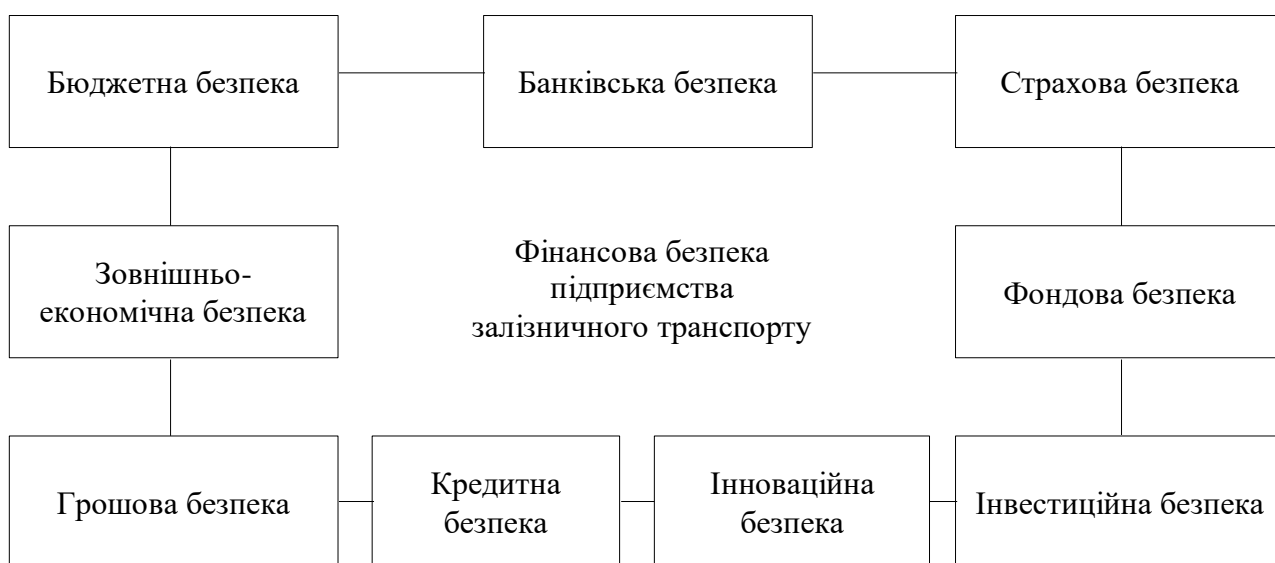 Бюджетна безпека
Банківська безпека
Страхова безпека
Зовнішньо-
економічна безпека
Фінансова безпека
підприємства
залізничного транспорту
Фондова безпека
Грошова безпека
Кредитна
безпека
Інноваційна
безпека
Інвестиційна безпека